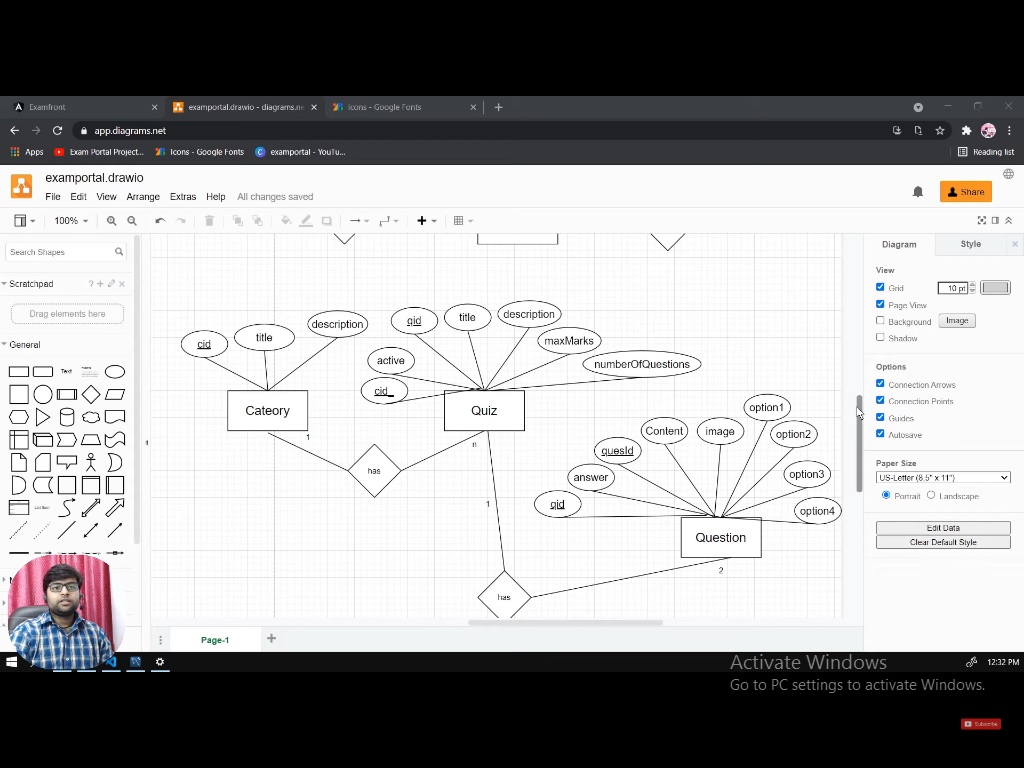 Examfront
examportal.drawio - diagrams.ne
Icons - Google Fonts
app.diagrams.net
Apps
Exam Portal Project...
Icons - Google Fonts
examportal - YouTu...
Reading list
examportal.drawio
File Edit View Arrange Extras Help All changes saved
Share
100%
Search Shapes
Scratchpad
Drag elements here
General
Text
cid
title
description
qid
title
description
active
maxMarks
cid_
numberOfQuestions
Cateory
Quiz
1
has
n
1
option1
Content
image
option2
quesId
answer
option3
qid
option4
Question
2
has
Page-1
Diagram Style
View
Grid 10 pt
Page View
Background Image
Shadow
Options
Connection Arrows
Connection Points
Guides
Autosave
Paper Size
US-Letter (8.5" x 11")
Portrait Landscape
Edit Data
Clear Default Style
12:32 PM
Activate Windows
Go to PC settings to activate Windows.
Subscribe